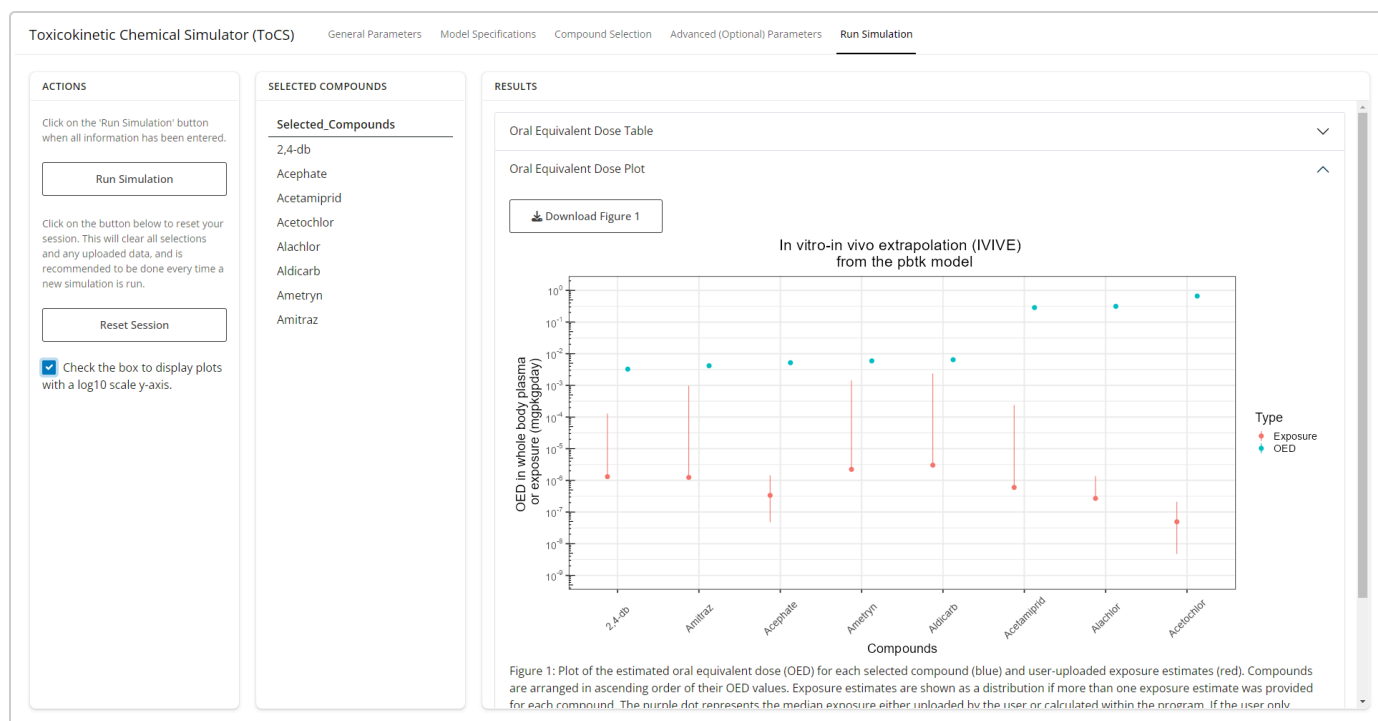 Toxicokinetic Chemical Simulator (ToCS)
General Parameters
Model Specifications
Compound Selection
Advanced (Optional) Parameters
Run Simulation
ACTIONS
Click on the 'Run Simulation' button
when all information has been entered.
Run Simulation
Click on the button below to reset your
session. This will clear all selections
and any uploaded data, and is
recommended to be done every time a
new simulation is run.
Reset Session
Check the box to display plots
with a log10 scale y-axis.
SELECTED COMPOUNDS
Selected_Compounds
2,4-db
Acephate
Acetamiprid
Acetochlor
Alachlor
Aldicarb
Ametryn
Amitraz
RESULTS
Oral Equivalent Dose Table
Oral Equivalent Dose Plot
Download Figure 1
In vitro-in vivo extrapolation (IVIVE)
from the pbtk model
OED in whole body plasma
or exposure (mgpkgpday)
10⁰
10⁻¹
10⁻²
10⁻³
10⁻⁴
10⁻⁵
10⁻⁶
10⁻⁷
10⁻⁸
10⁻⁹
2,4-db
Amitraz
Acephate
Ametryn
Aldicarb
Acetamiprid
Alachlor
Acetochlor
Compounds
Type
Exposure
OED
Figure 1: Plot of the estimated oral equivalent dose (OED) for each selected compound (blue) and user-uploaded exposure estimates (red). Compounds
are arranged in ascending order of their OED values. Exposure estimates are shown as a distribution if more than one exposure estimate was provided
for each compound. The purple dot represents the median exposure either uploaded by the user or calculated within the program. If the user only